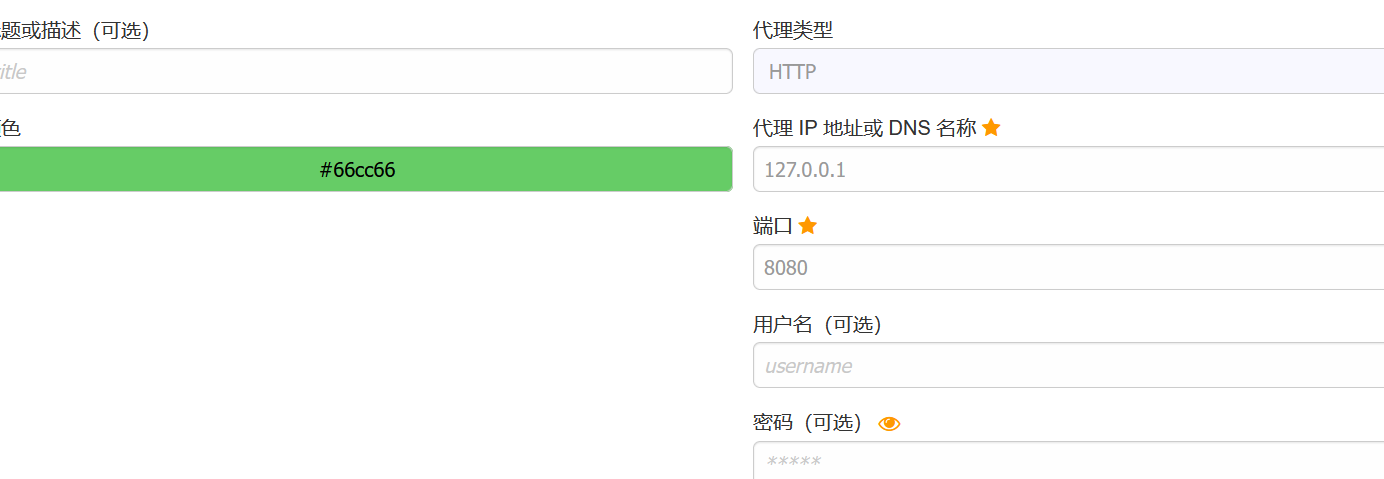 题或描述（可选）
title
色
#66cc66
代理类型
HTTP
代理 IP 地址或 DNS 名称
127.0.0.1
端口
8080
用户名（可选）
username
密码（可选）
*****